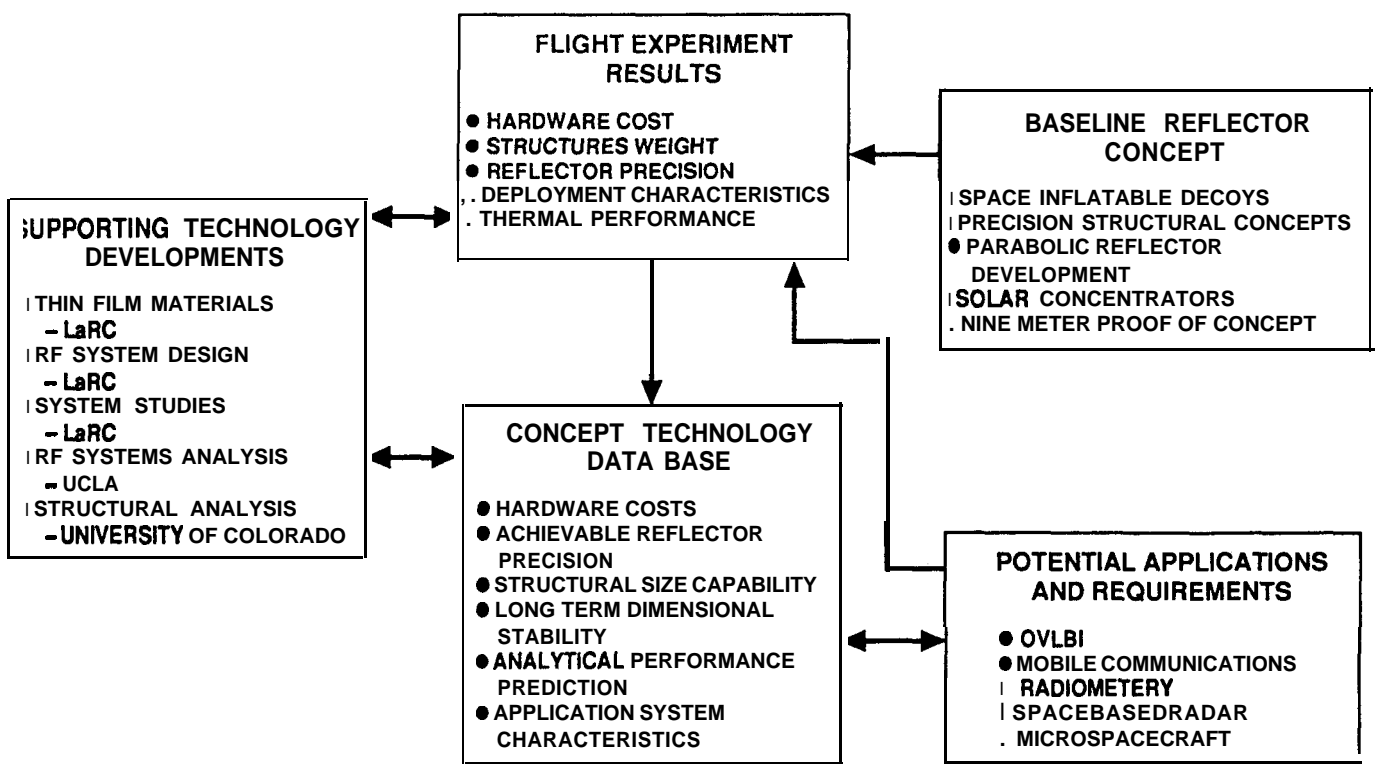 FLIGHT EXPERIMENT
RESULTS
● HARDWARE COST
● STRUCTURES WEIGHT
● REFLECTOR PRECISION
, . DEPLOYMENT CHARACTERISTICS
. THERMAL PERFORMANCE
BASELINE REFLECTOR
CONCEPT
I SPACE INFLATABLE DECOYS
I PRECISION STRUCTURAL CONCEPTS
● PARABOLIC REFLECTOR
DEVELOPMENT
I SOLAR CONCENTRATORS
. NINE METER PROOF OF CONCEPT
SUPPORTING TECHNOLOGY
DEVELOPMENTS
I THIN FILM MATERIALS
– LaRC
I RF SYSTEM DESIGN
– LaRC
I SYSTEM STUDIES
– LaRC
I RF SYSTEMS ANALYSIS
– UCLA
I STRUCTURAL ANALYSIS
– UNIVERSITY OF COLORADO
CONCEPT TECHNOLOGY
DATA BASE
● HARDWARE COSTS
● ACHIEVABLE REFLECTOR
PRECISION
● STRUCTURAL SIZE CAPABILITY
● LONG TERM DIMENSIONAL
STABILITY
● ANALYTICAL PERFORMANCE
PREDICTION
● APPLICATION SYSTEM
CHARACTERISTICS
POTENTIAL APPLICATIONS
AND REQUIREMENTS
● OVLBI
● MOBILE COMMUNICATIONS
I RADIOMETERY
I SPACEBASEDRADAR
. MICROSPACECRAFT